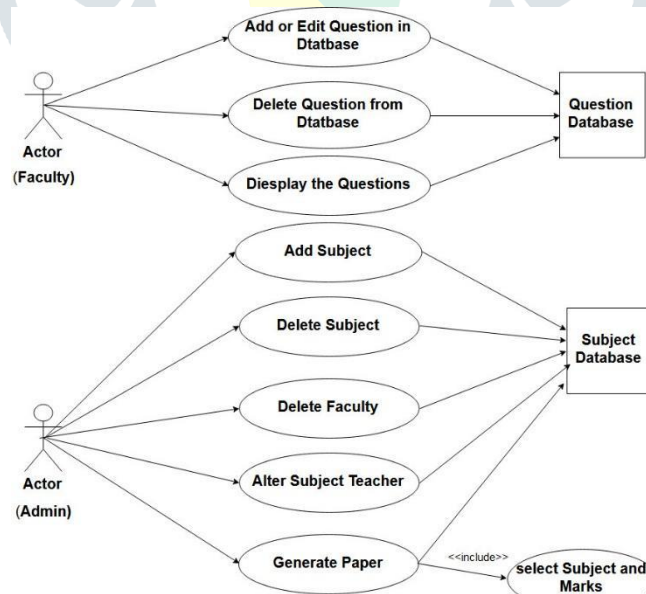 Add or Edit Question in
Dtatbase
Delete Question from
Dtatbase
Question
Database
Actor
(Faculty)
Diesplay the Questions
Add Subject
Delete Subject
Subject
Database
Delete Faculty
Alter Subject Teacher
Actor
(Admin)
Generate Paper
<<include>>
select Subject and
Marks